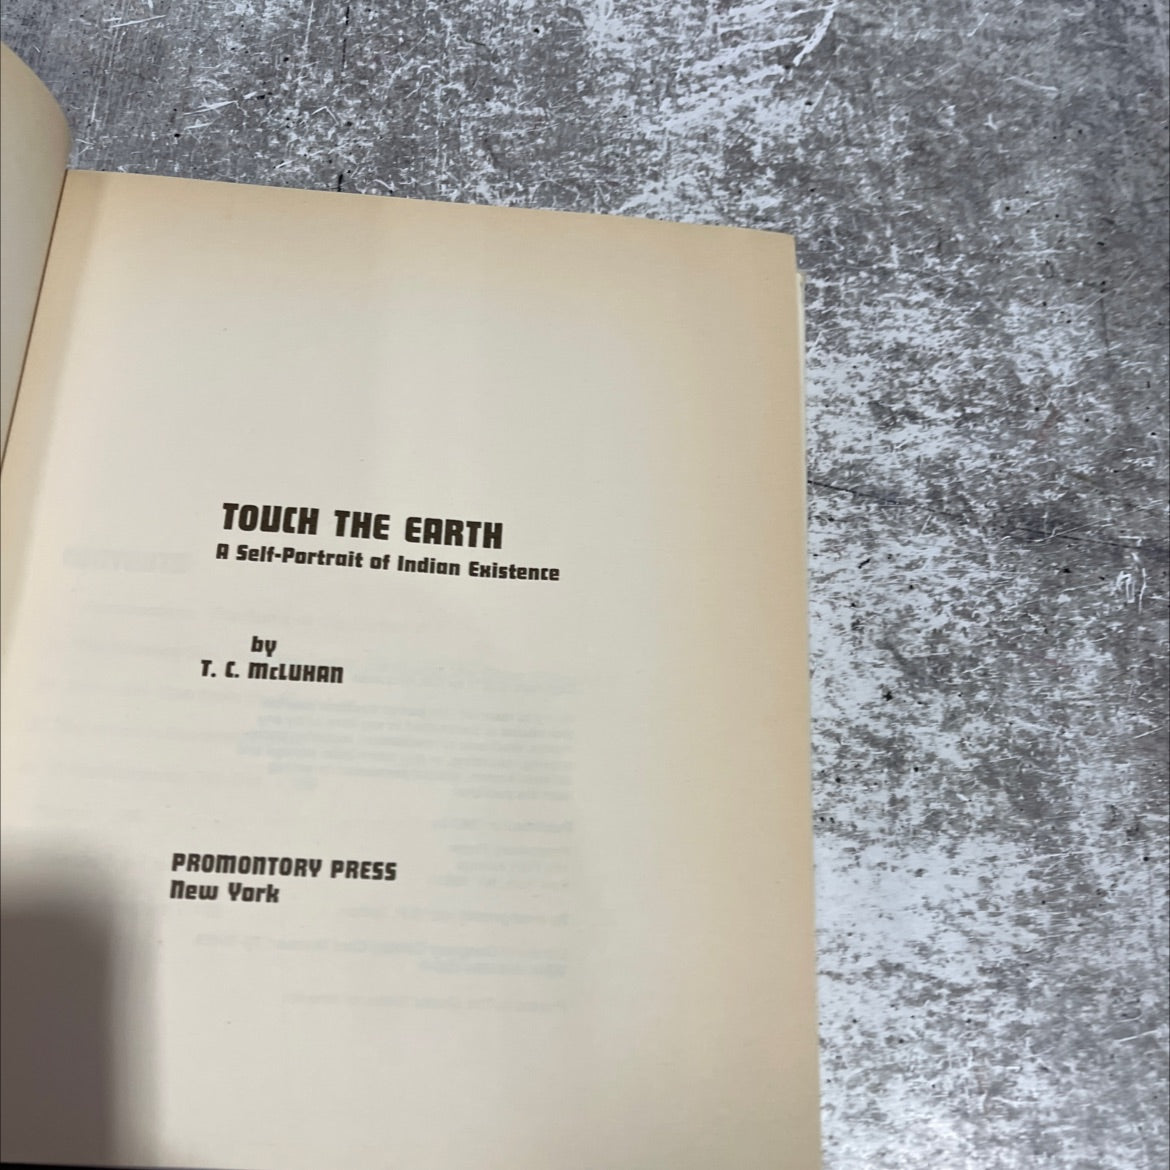 TOUCH THE EARTH
A Self-Portrait of Indian Existence
by
T. C. McLUHAN
PROMONTORY PRESS
New York